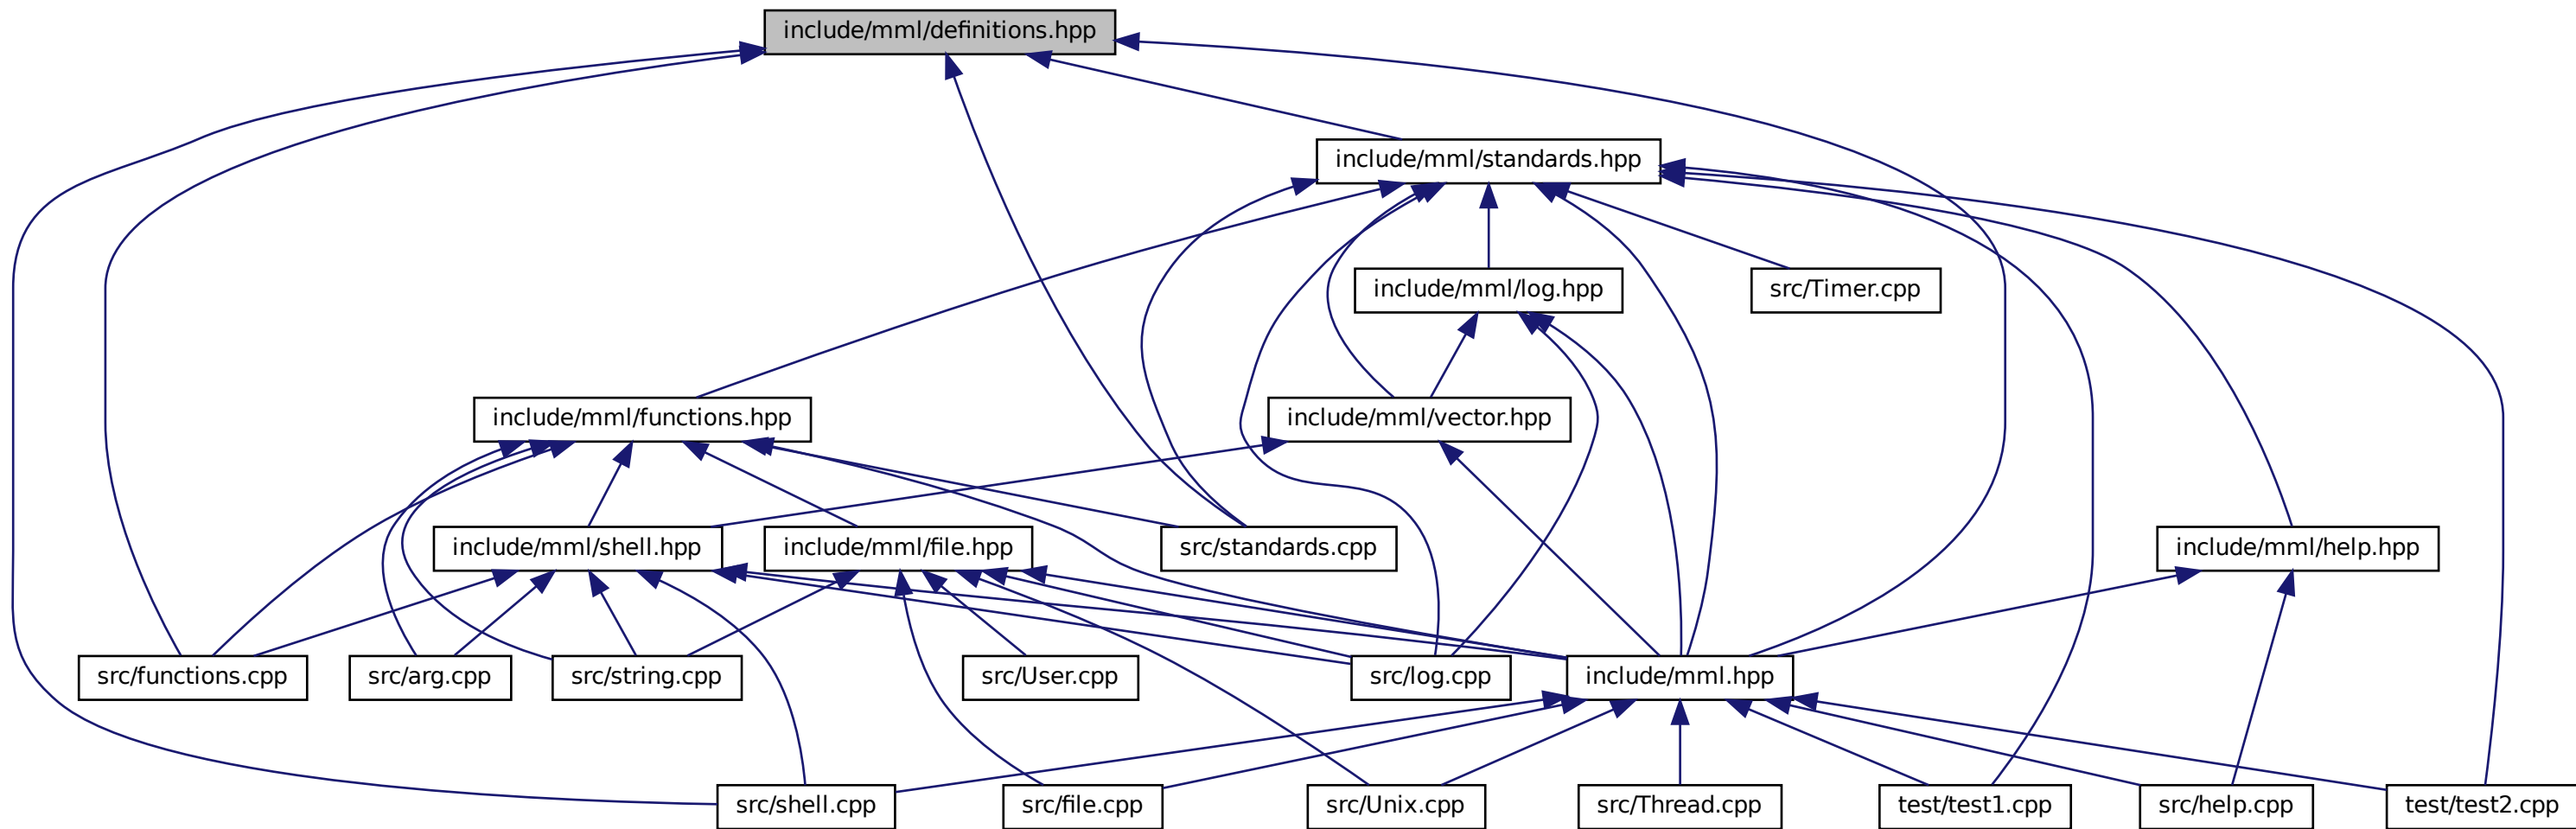 include/mml/definitions.hpp
include/mml/standards.hpp
include/mml/log.hpp
src/Timer.cpp
include/mml/functions.hpp
include/mml/vector.hpp
include/mml/shell.hpp
include/mml/file.hpp
src/standards.cpp
include/mml/help.hpp
src/functions.cpp
src/arg.cpp
src/string.cpp
src/User.cpp
src/log.cpp
include/mml.hpp
src/shell.cpp
src/file.cpp
src/Unix.cpp
src/Thread.cpp
test/test1.cpp
src/help.cpp
test/test2.cpp